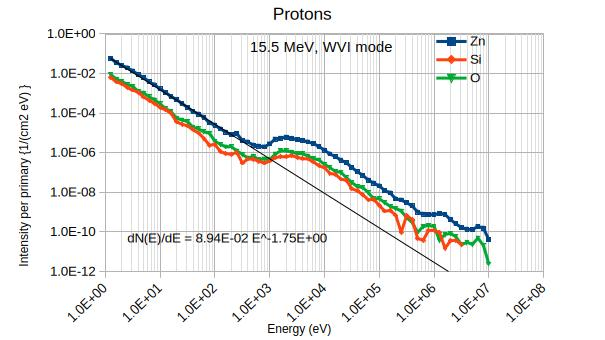 Protons
1.0E+00
1.0E-02
1.0E-04
1.0E-06
1.0E-08
1.0E-10
1.0E-12
Intensity per primary {1/(cm2 eV) }
15.5 MeV, WVI mode
Zn
Si
O
dN(E)/dE = 8.94E-02 E^-1.75E+00
1.0E+00
1.0E+01
1.0E+02
1.0E+03
1.0E+04
1.0E+05
1.0E+06
1.0E+07
1.0E+08
Energy (eV)